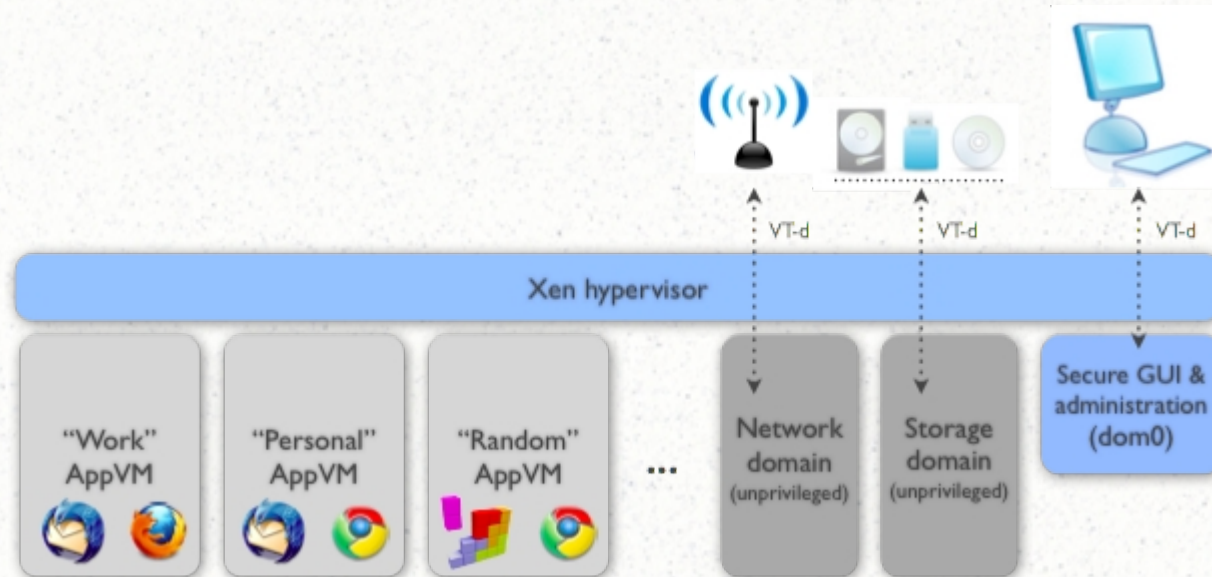 VT-d
VT-d
VT-d
Xen hypervisor
“Work”
AppVM
“Personal”
AppVM
“Random”
AppVM
...
Network
domain
(unprivileged)
Storage
domain
(unprivileged)
Secure GUI &
administration
(dom0)